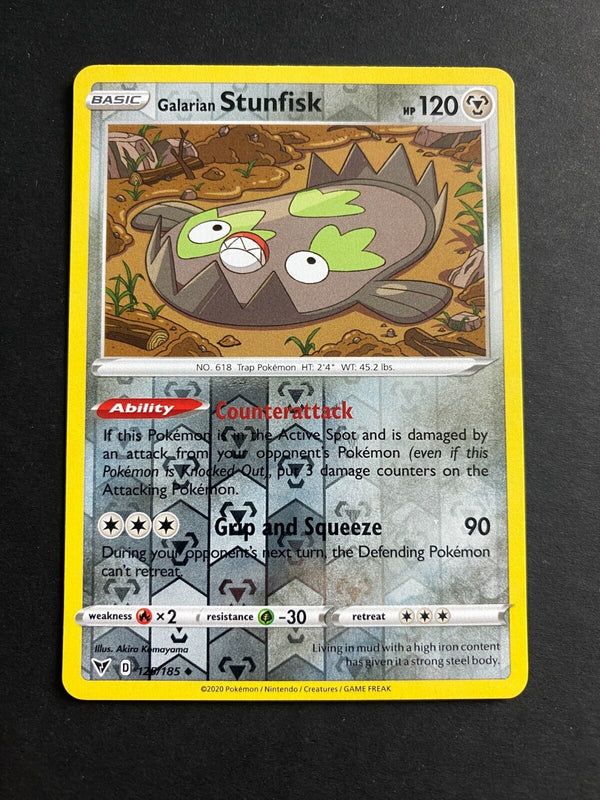 BASIC Galarian Stunfisk HP 120
NO. 618 Trap Pokémon HT: 2'4" WT: 45.2 lbs.
Ability Counterattack
If this Pokémon is in the Active Spot and is damaged by
an attack from your opponent's Pokémon (even if this
Pokémon is Knocked Out), put 3 damage counters on the
Attacking Pokémon.
Grip and Squeeze 90
During your opponent's next turn, the Defending Pokémon
can't retreat.
weakness ×2 resistance -30 retreat
Illus. Akira Komayama
Living in mud with a high iron content
has given it a strong steel body.
D /185
©2020 Pokémon / Nintendo / Creatures / GAME FREAK